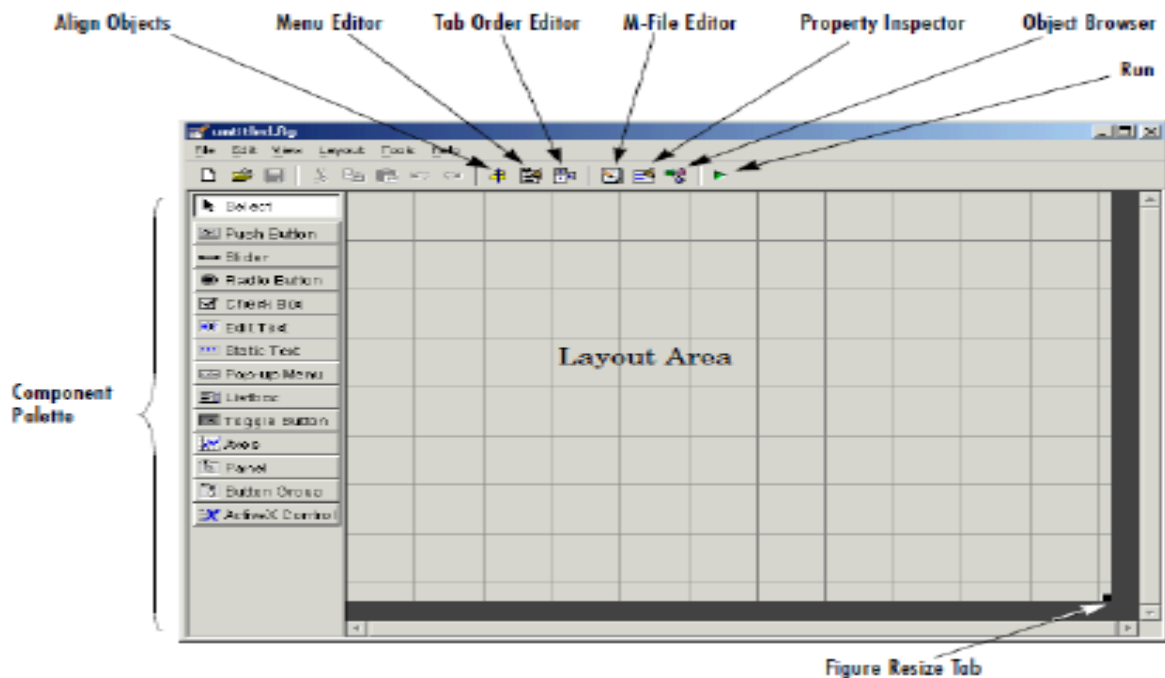 Align Objects
Menu Editor
Tab Order Editor
M-File Editor
Property Inspector
Object Browser
Run
untitled.fig
File Edit View Layout Tools Help
Select
Push Button
Slider
Radio Button
Check Box
Edit Text
Static Text
Pop-up Menu
Listbox
Toggle Button
Axes
Panel
Button Group
ActiveX Control
Layout Area
Component
Palette
Figure Resize Tab